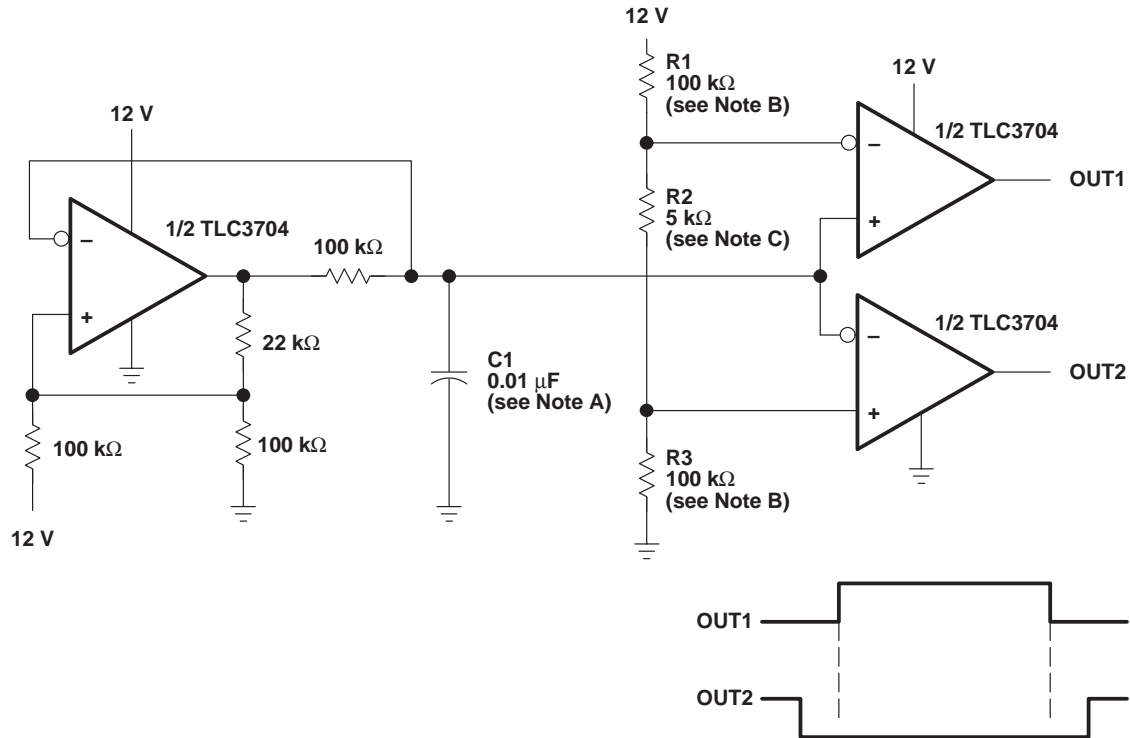 12 V
12 V
12 V
R1
100 kΩ
(see Note B)
1/2 TLC3704
−
+
OUT1
R2
5 kΩ
(see Note C)
1/2 TLC3704
−
+
100 kΩ
22 kΩ
100 kΩ
100 kΩ
12 V
C1
0.01 μF
(see Note A)
1/2 TLC3704
−
+
OUT2
R3
100 kΩ
(see Note B)
OUT1
OUT2